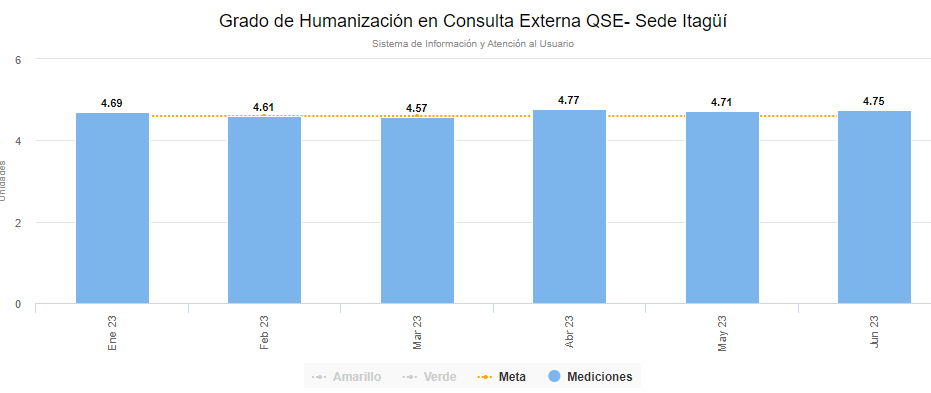 Grado de Humanización en Consulta Externa QSE- Sede Itagüí
Sistema de Información y Atención al Usuario
6
4
2
0
Unidades
4.69
4.61
4.57
4.77
4.71
4.75
Ene 23
Feb 23
Mar 23
Abr 23
May 23
Jun 23
Amarillo Verde Meta Mediciones